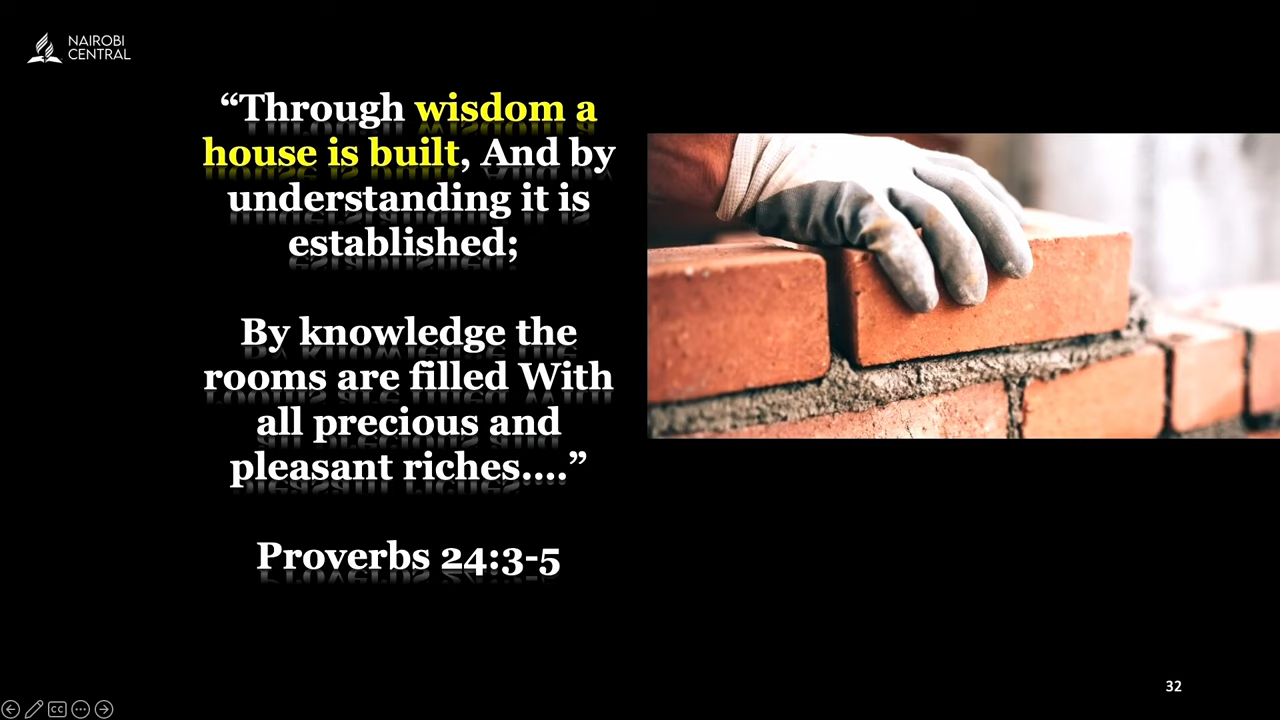 NAIROBI
CENTRAL
“Through wisdom a
house is built, And by
understanding it is
established;
By knowledge the
rooms are filled With
all precious and
pleasant riches....”
Proverbs 24:3-5
32
CC